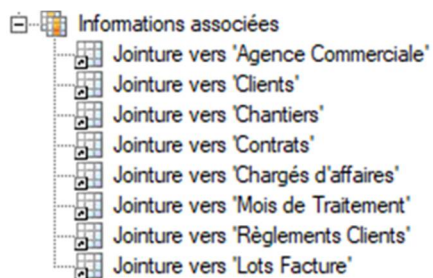 Informations associées
Jointure vers 'Agence Commerciale'
Jointure vers 'Clients'
Jointure vers 'Chantiers'
Jointure vers 'Contrats'
Jointure vers 'Chargés d'affaires'
Jointure vers 'Mois de Traitement'
Jointure vers 'Règlements Clients'
Jointure vers 'Lots Facture'